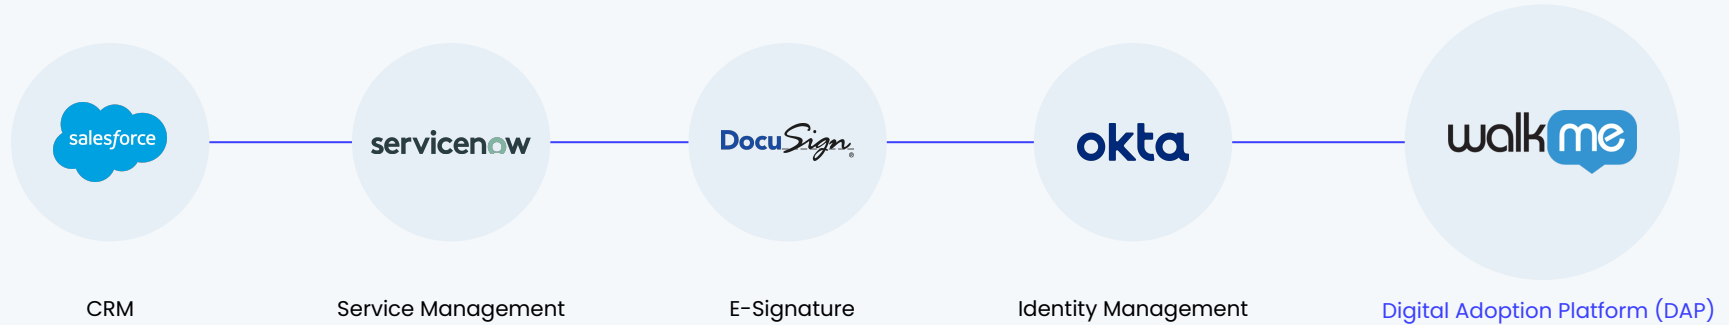 salesforce
servicenow
DocuSign®
okta
walkme
CRM
Service Management
E-Signature
Identity Management
Digital Adoption Platform (DAP)